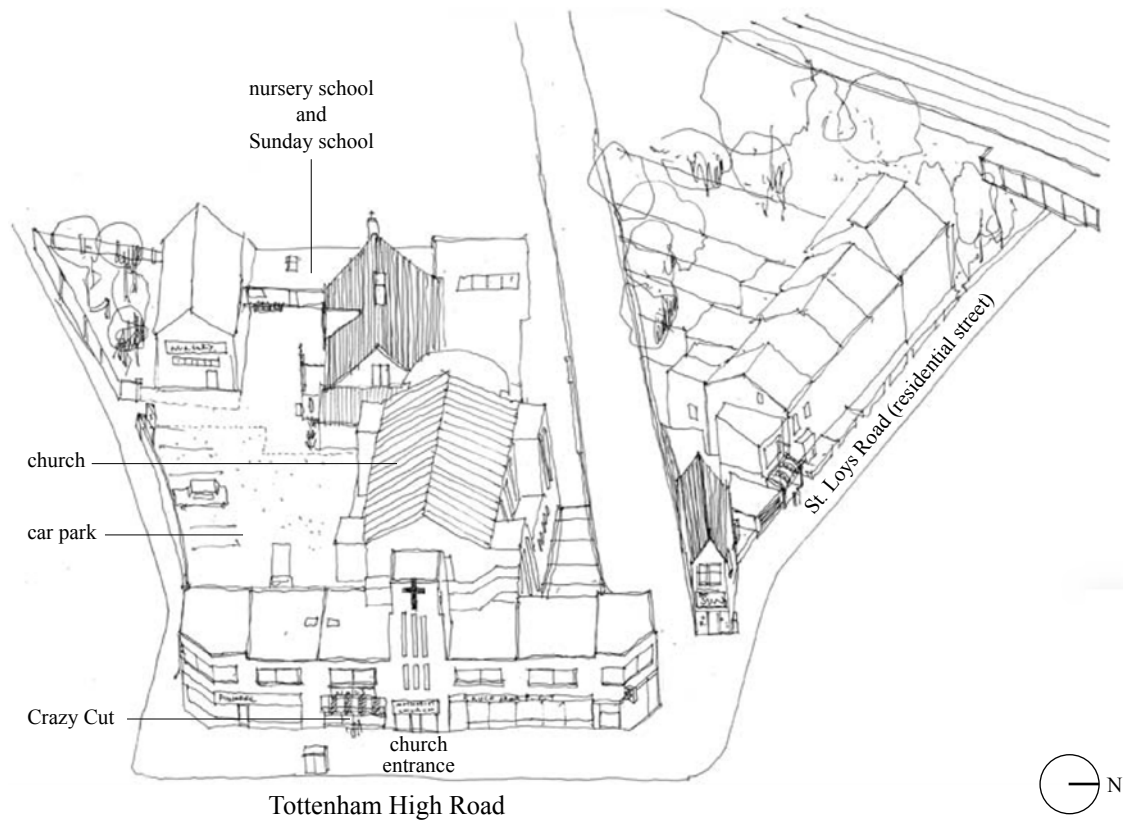 nursery school
and
Sunday school
church
car park
St. Loys Road (residential street)
Crazy Cut
church
entrance
N
Tottenham High Road